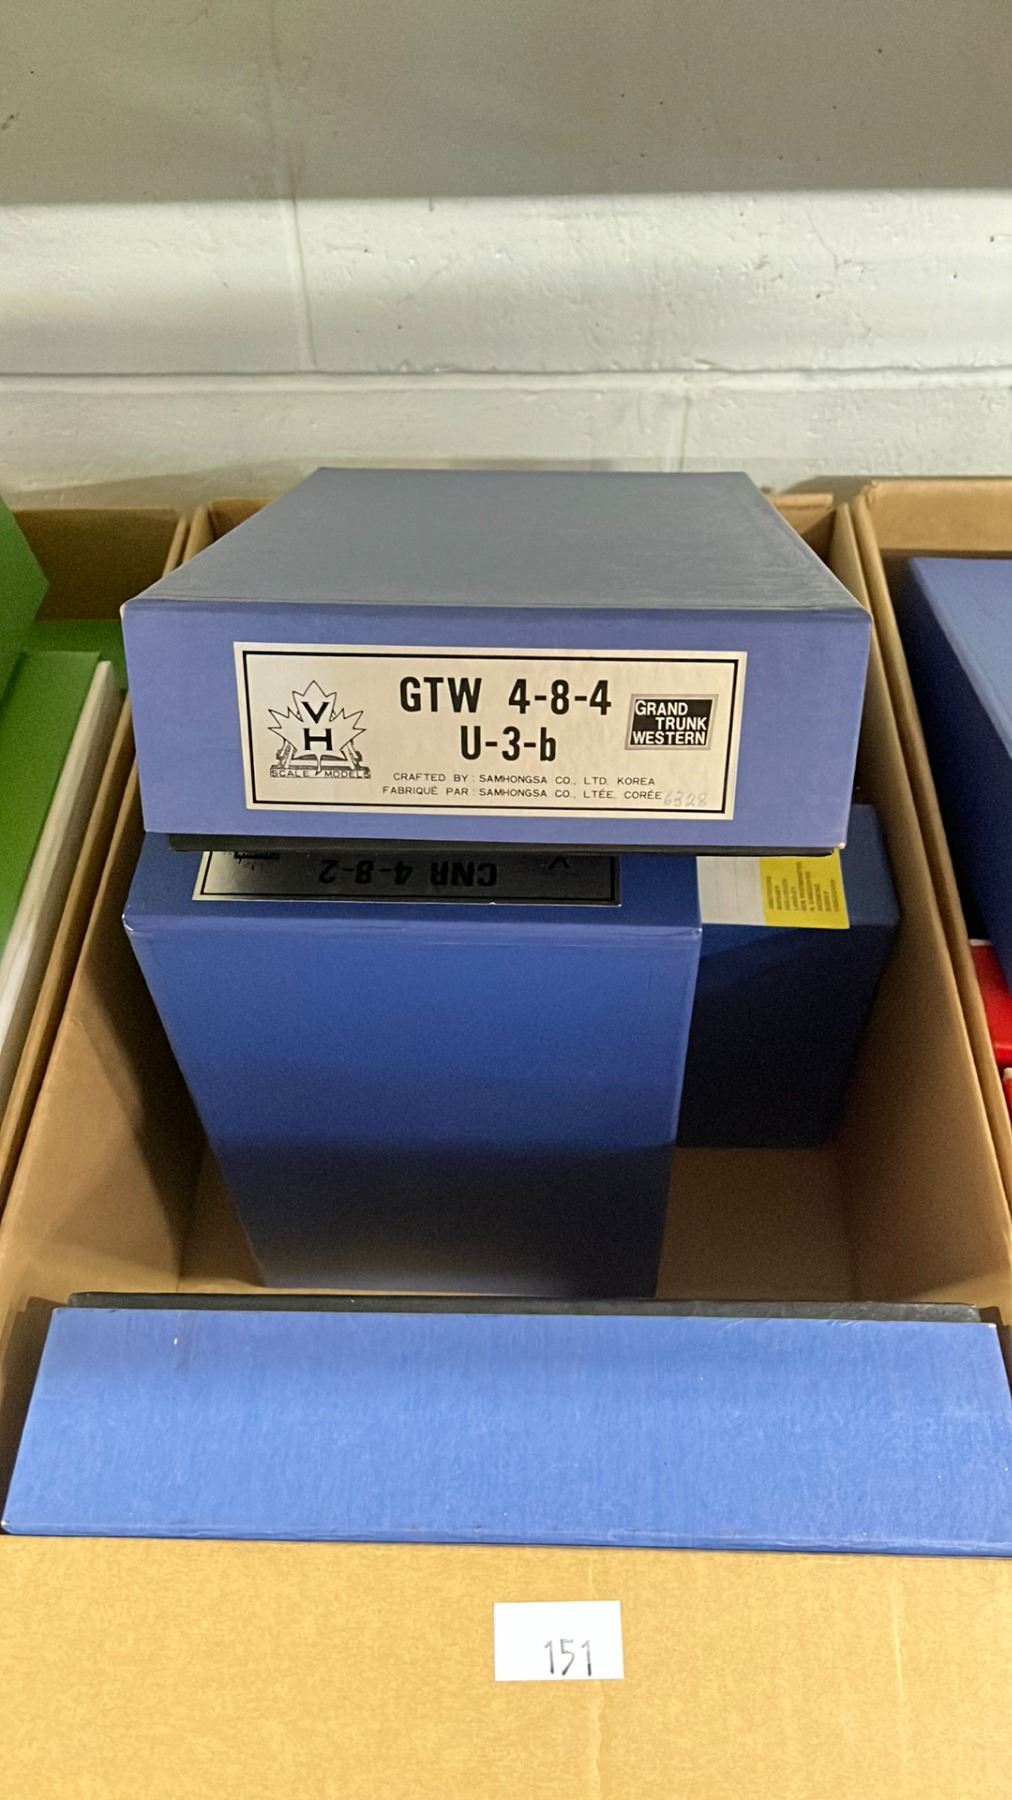 V
H
SCALE MODELS
GTW 4-8-4
U-3-b
GRAND
TRUNK
WESTERN
CRAFTED BY : SAMHONGSA CO., LTD. KOREA
FABRIQUÉ PAR : SAMHONGSA CO., LTÉE, CORÉE
6328
CNR 4-8-2
V
151